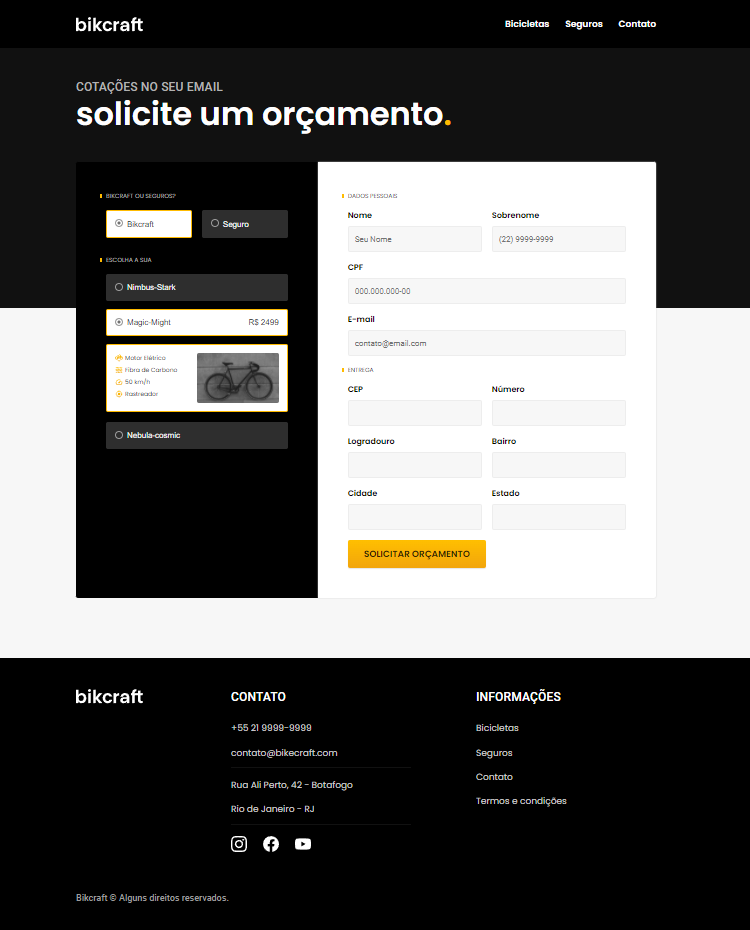 bikcraft
Bicicletas Seguros Contato
COTAÇÕES NO SEU EMAIL
solicite um orçamento.
BIKCRAFT OU SEGUROS?
Bikcraft Seguro
ESCOLHA A SUA
Nimbus-Stark
Magic-Might R$ 2499
Motor Elétrico
Fibra de Carbono
50 km/h
Rastreador
Nebula-cosmic
DADOS PESSOAIS
Nome Sobrenome
Seu Nome (22) 9999-9999
CPF
000.000.000-00
E-mail
contato@email.com
ENTREGA
CEP Número
Logradouro Bairro
Cidade Estado
SOLICITAR ORÇAMENTO
bikcraft
CONTATO
+55 21 9999-9999
contato@bikecraft.com
Rua Ali Perto, 42 - Botafogo
Rio de Janeiro - RJ
INFORMAÇÕES
Bicicletas
Seguros
Contato
Termos e condições
Bikcraft © Alguns direitos reservados.